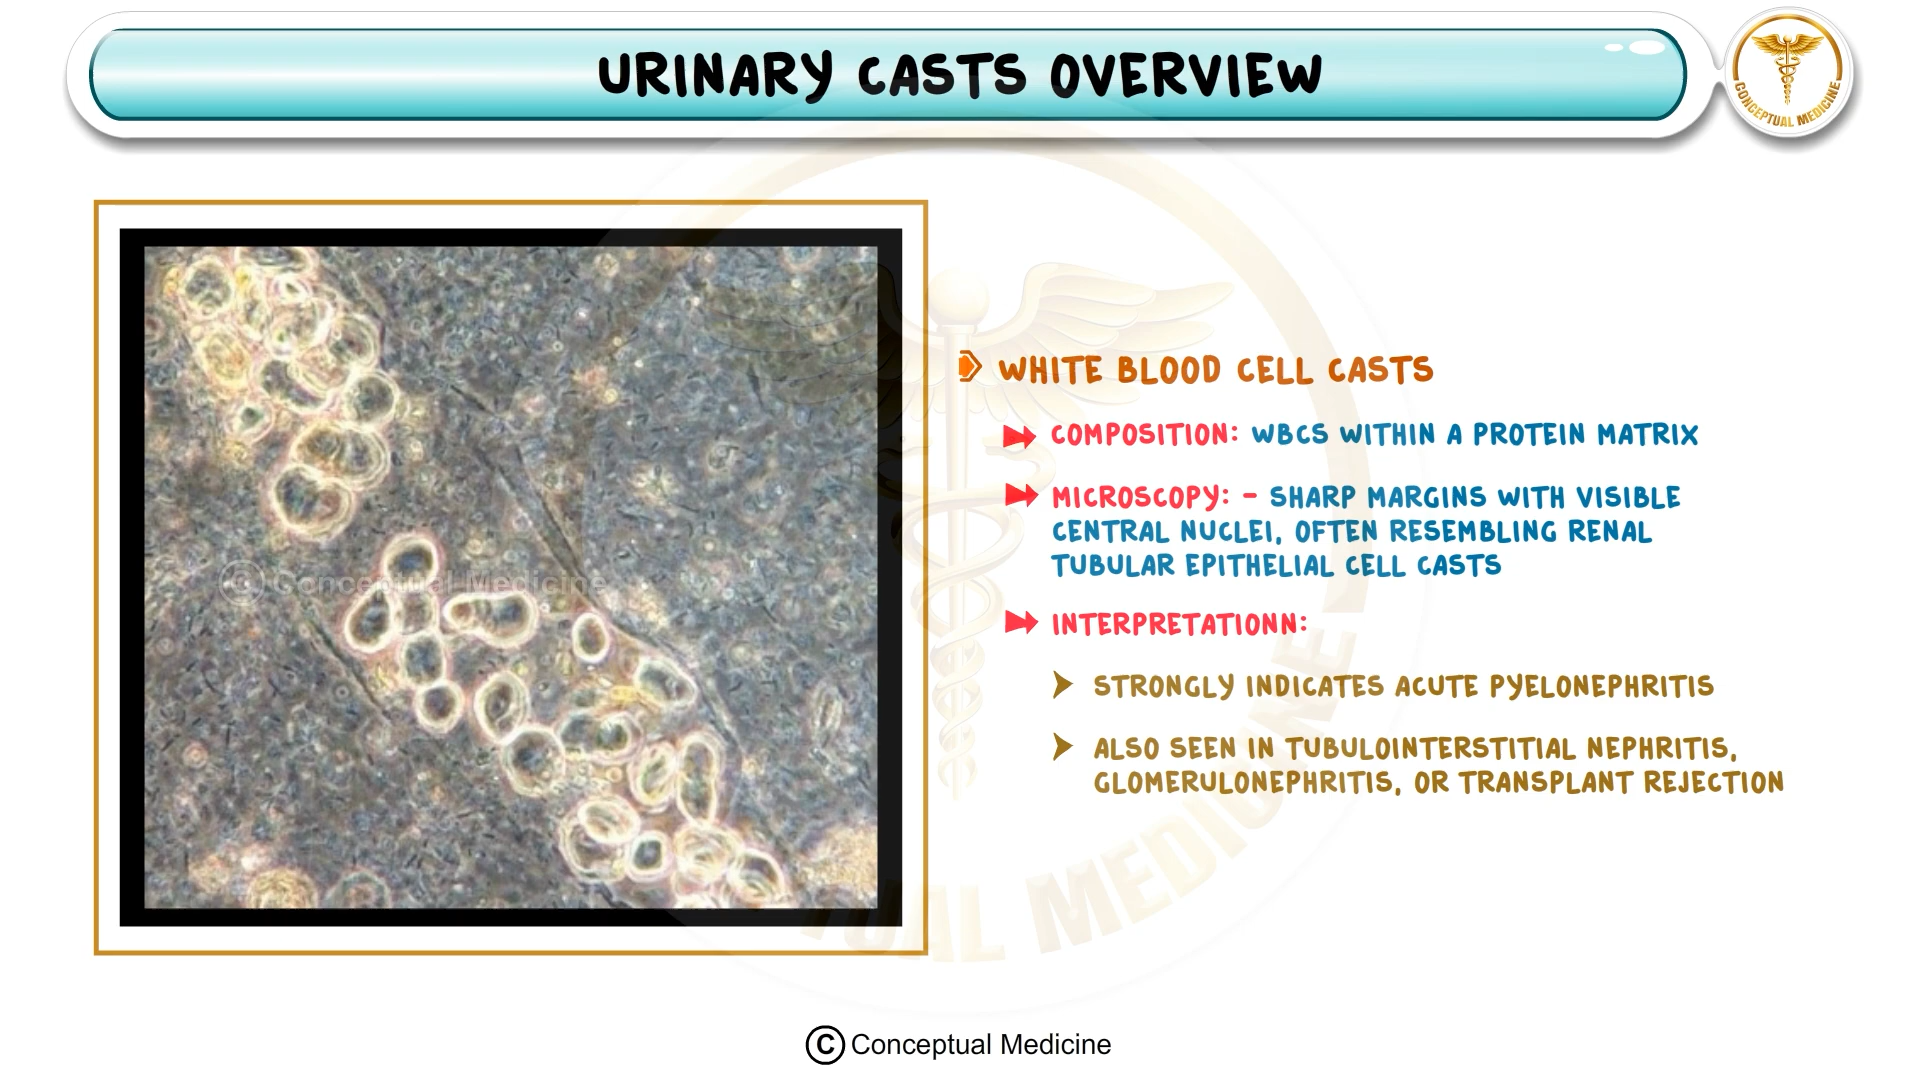 URINARY CASTS OVERVIEW
CONCEPTUAL MEDICINE
© Conceptual Medicine
WHITE BLOOD CELL CASTS
COMPOSITION: WBCS WITHIN A PROTEIN MATRIX
MICROSCOPY: - SHARP MARGINS WITH VISIBLE
CENTRAL NUCLEI, OFTEN RESEMBLING RENAL
TUBULAR EPITHELIAL CELL CASTS
INTERPRETATIONN:
STRONGLY INDICATES ACUTE PYELONEPHRITIS
ALSO SEEN IN TUBULOINTERSTITIAL NEPHRITIS,
GLOMERULONEPHRITIS, OR TRANSPLANT REJECTION
TUAL MEDICINE
© Conceptual Medicine